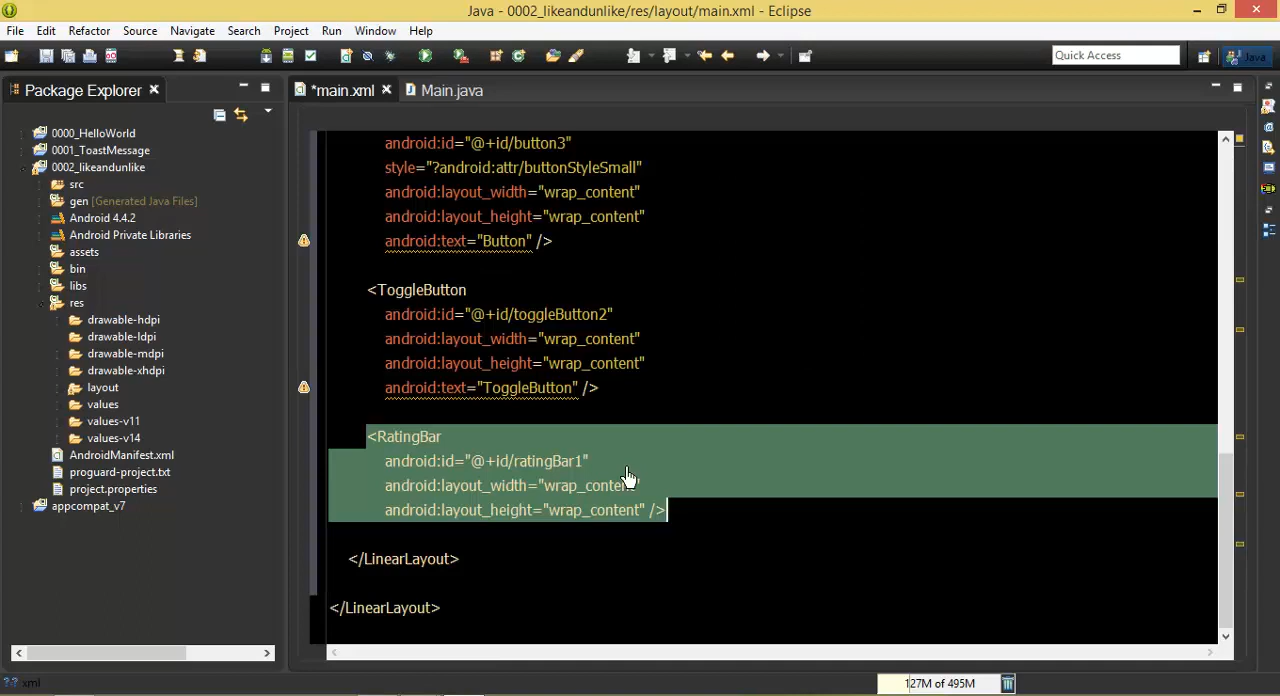 Java - 0002_likeandunlike/res/layout/main.xml - Eclipse
File Edit Refactor Source Navigate Search Project Run Window Help
Quick Access
Java
Package Explorer
*main.xml
Main.java
0000_HelloWorld
0001_ToastMessage
0002_likeandunlike
src
gen [Generated Java Files]
Android 4.4.2
Android Private Libraries
assets
bin
libs
res
drawable-hdpi
drawable-ldpi
drawable-mdpi
drawable-xhdpi
layout
values
values-v11
values-v14
AndroidManifest.xml
proguard-project.txt
project.properties
appcompat_v7
android:id="@+id/button3"
style="?android:attr/buttonStyleSmall"
android:layout_width="wrap_content"
android:layout_height="wrap_content"
android:text="Button" />
<ToggleButton
android:id="@+id/toggleButton2"
android:layout_width="wrap_content"
android:layout_height="wrap_content"
android:text="ToggleButton" />
<RatingBar
android:id="@+id/ratingBar1"
android:layout_width="wrap_content"
android:layout_height="wrap_content" />
</LinearLayout>
</LinearLayout>
xml
127M of 495M